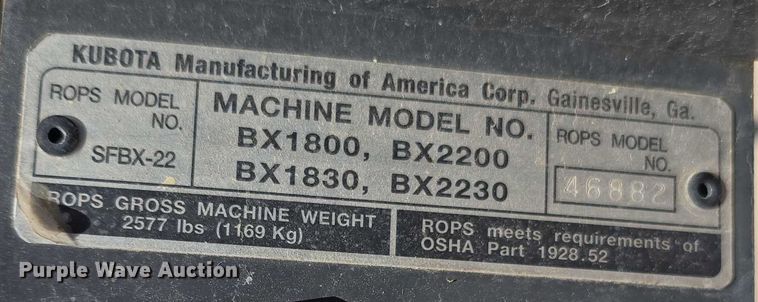 KUBOTA Manufacturing of America Corp. Gainesville, Ga.
ROPS MODEL NO.
SFBX-22
MACHINE MODEL NO.
BX1800, BX2200
BX1830, BX2230
ROPS MODEL NO.
46882
ROPS GROSS MACHINE WEIGHT
2577 lbs (1169 Kg)
ROPS meets requirements of
OSHA Part 1928.52
Purple Wave Auction